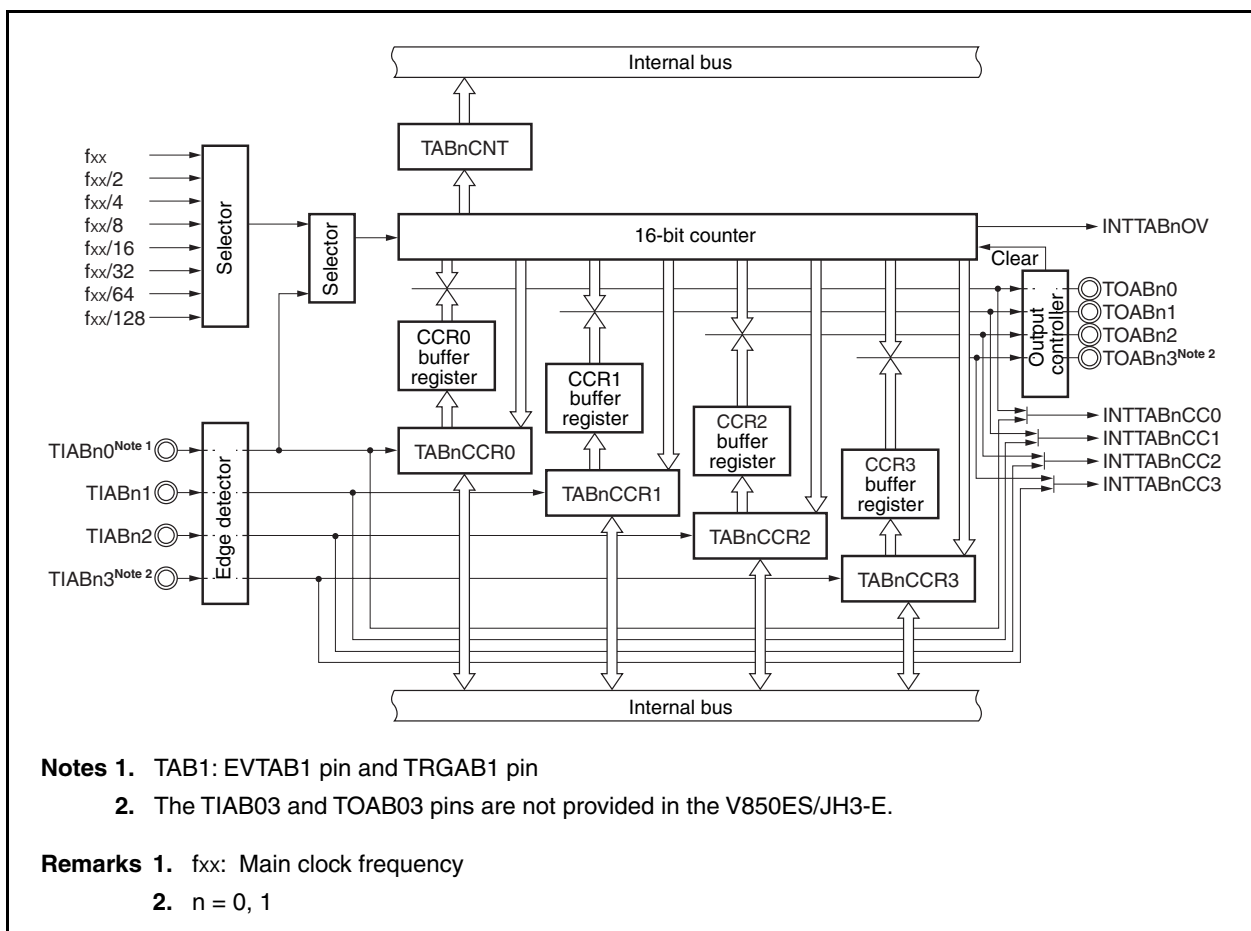 Internal bus
TABnCNT
fxx
fxx/2
fxx/4
fxx/8
fxx/16
fxx/32
fxx/64
fxx/128
Selector
Selector
16-bit counter
INTTABnOV
Clear
Output
controller
TOABn0
TOABn1
TOABn2
TOABn3Note 2
CCR0
buffer
register
CCR1
buffer
register
CCR2
buffer
register
CCR3
buffer
register
INTTABnCC0
INTTABnCC1
INTTABnCC2
INTTABnCC3
TIABn0Note 1
TIABn1
TIABn2
TIABn3Note 2
Edge detector
TABnCCR0
TABnCCR1
TABnCCR2
TABnCCR3
Internal bus
Notes 1. TAB1: EVTAB1 pin and TRGAB1 pin
2. The TIAB03 and TOAB03 pins are not provided in the V850ES/JH3-E.
Remarks 1. fxx: Main clock frequency
2. n = 0, 1